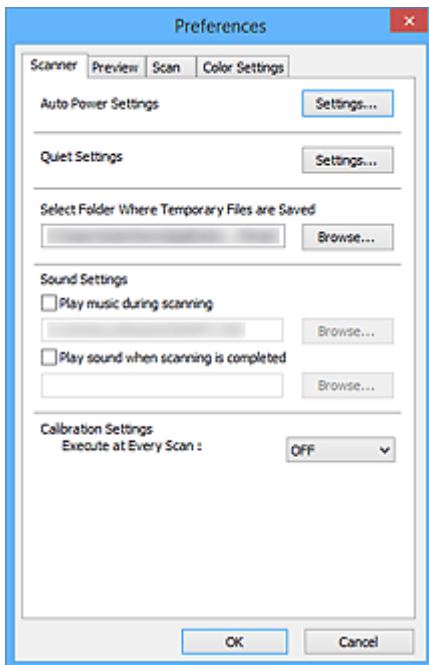 Preferences
Scanner Preview Scan Color Settings
Auto Power Settings Settings...
Quiet Settings Settings...
Select Folder Where Temporary Files are Saved
Browse...
Sound Settings
Play music during scanning
Browse...
Play sound when scanning is completed
Browse...
Calibration Settings
Execute at Every Scan : OFF
OK Cancel